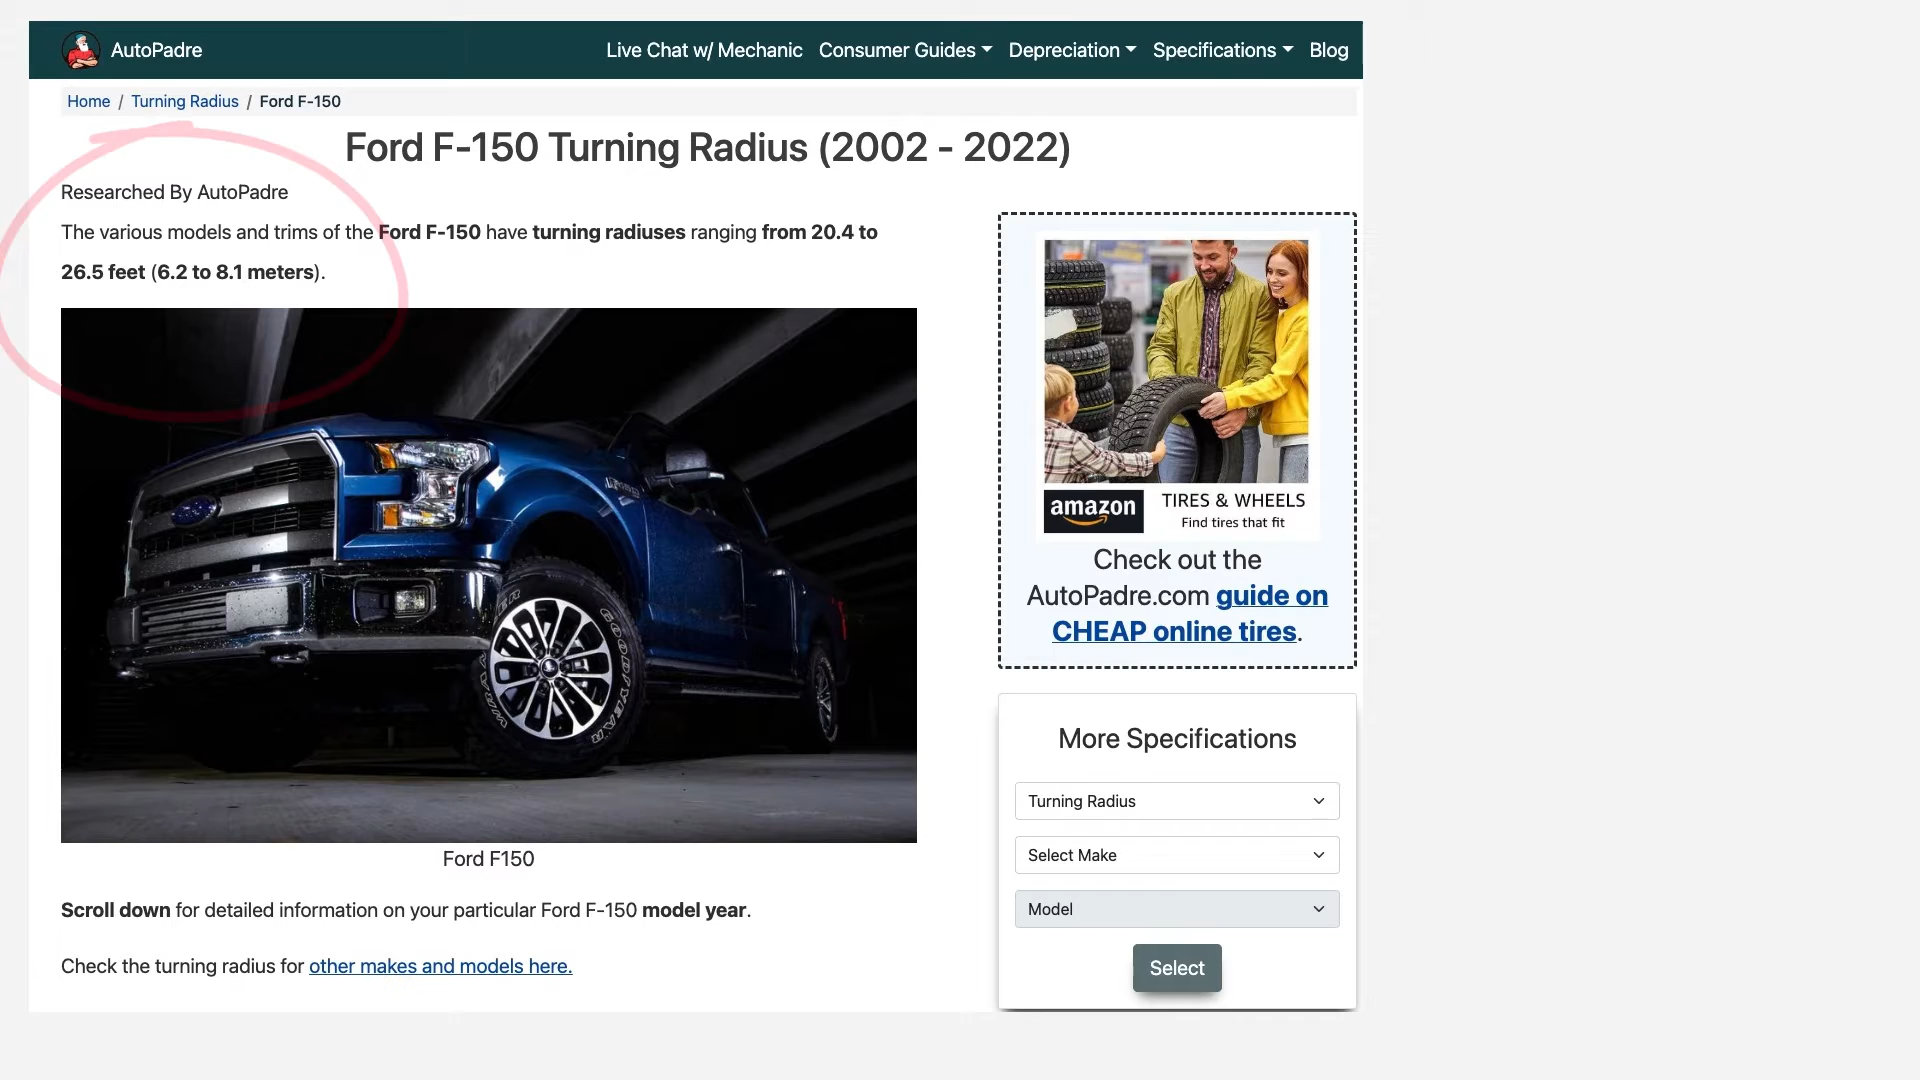 AutoPadre
Live Chat w/ Mechanic Consumer Guides Depreciation Specifications Blog
Home / Turning Radius / Ford F-150
Ford F-150 Turning Radius (2002 - 2022)
Researched By AutoPadre
The various models and trims of the Ford F-150 have turning radiuses ranging from 20.4 to
26.5 feet (6.2 to 8.1 meters).
GOODYEAR
Ford F150
Scroll down for detailed information on your particular Ford F-150 model year.
Check the turning radius for other makes and models here.
amazon
TIRES & WHEELS
Find tires that fit
Check out the
AutoPadre.com guide on
CHEAP online tires.
More Specifications
Turning Radius
Select Make
Model
Select